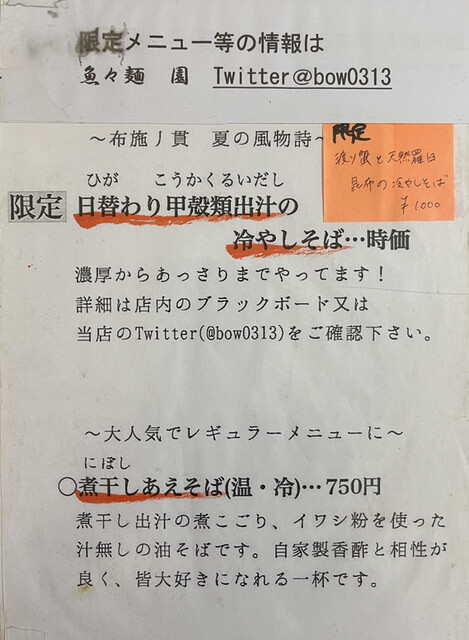 限定メニュー等の情報は
魚々麺 園 Twitter@bow0313
～布施丿貫 夏の風物詩～
限定
渡り蟹と天然羅臼
昆布の冷やしそば
¥1000
ひが こうかくるいだし
限定 日替わり甲殻類出汁の
冷やしそば…時価
濃厚からあっさりまでやってます！
詳細は店内のブラックボード又は
当店のTwitter(@bow0313)をご確認下さい。
～大人気でレギュラーメニューに～
にぼし
○煮干しあえそば(温・冷)…750円
煮干し出汁の煮こごり、イワシ粉を使った
汁無しの油そばです。自家製香酢と相性が
良く、皆大好きになれる一杯です。